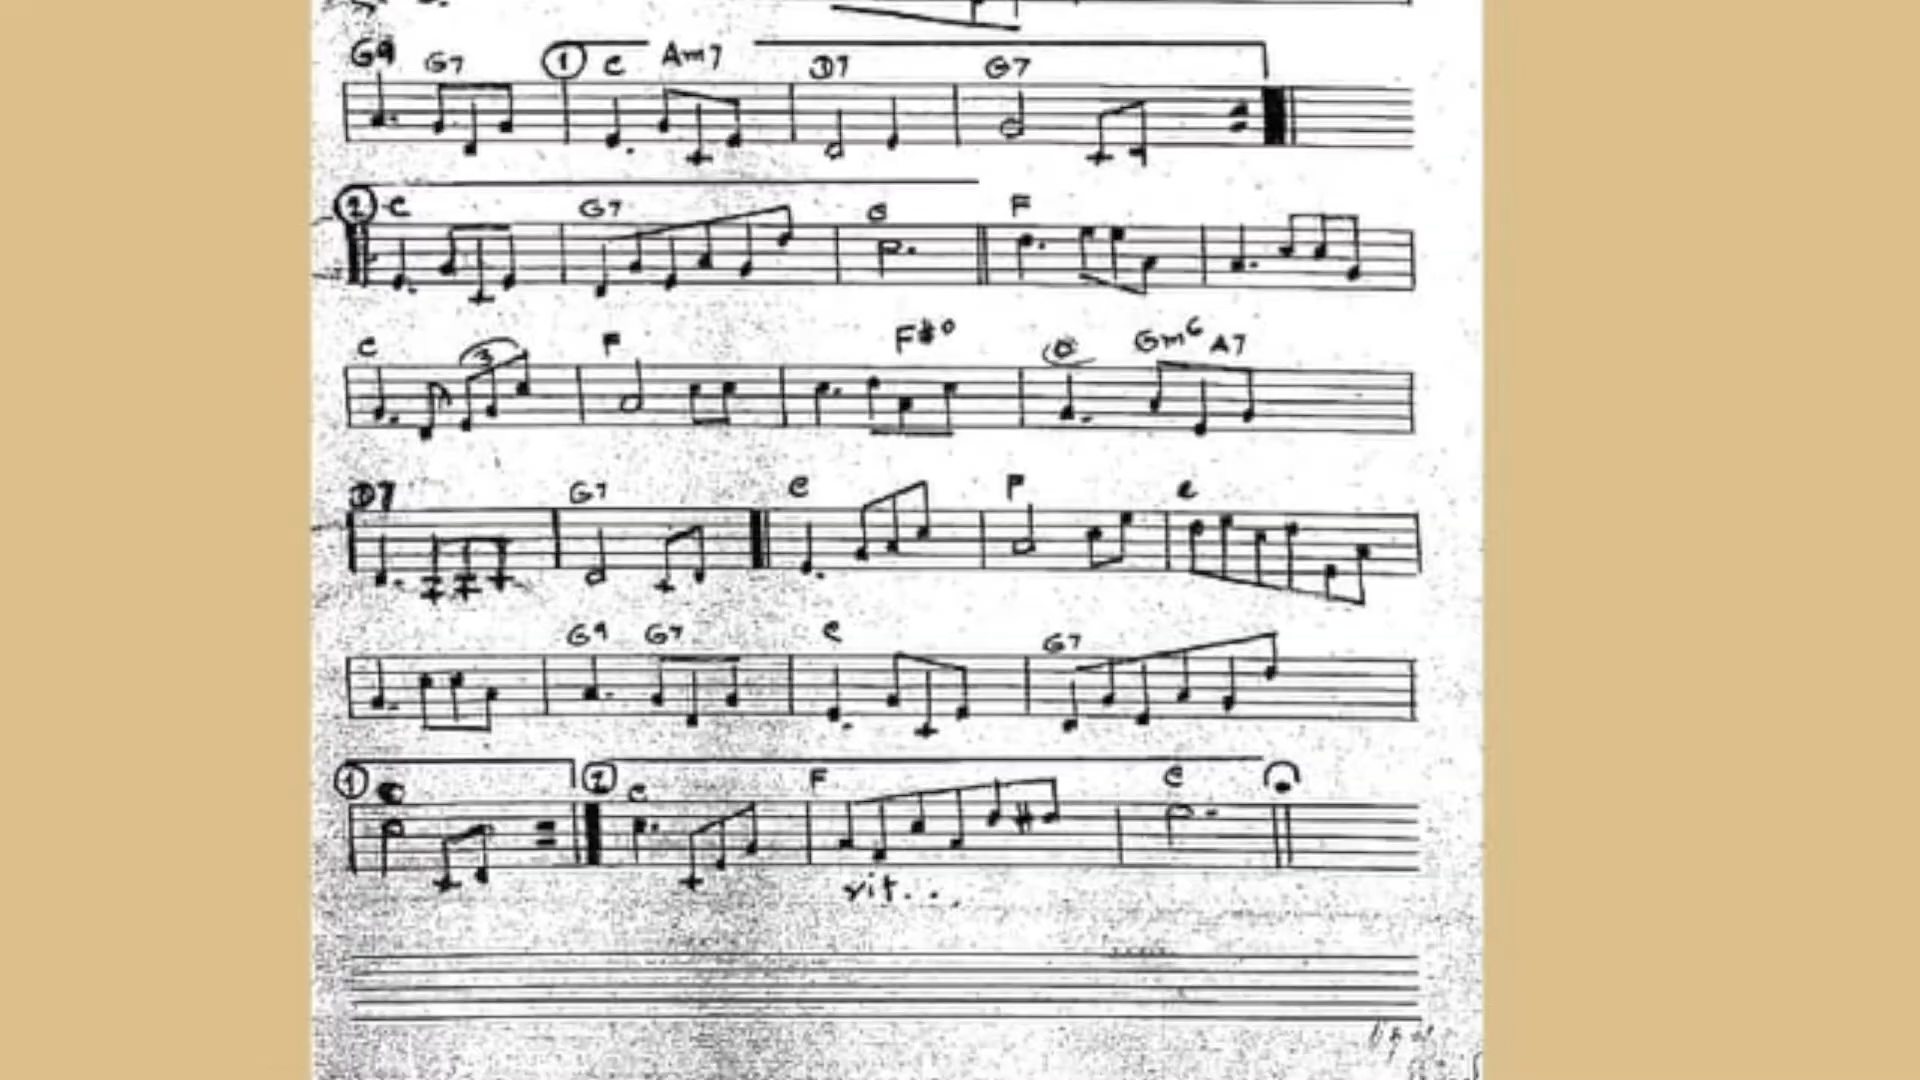 G9 G7 ① C Am7 D7 G7
② C G7 C F
C 3 F F#° C Gm6 A7
D7 G7 C F C
G9 G7 C G7
① C ② C F C
rit...